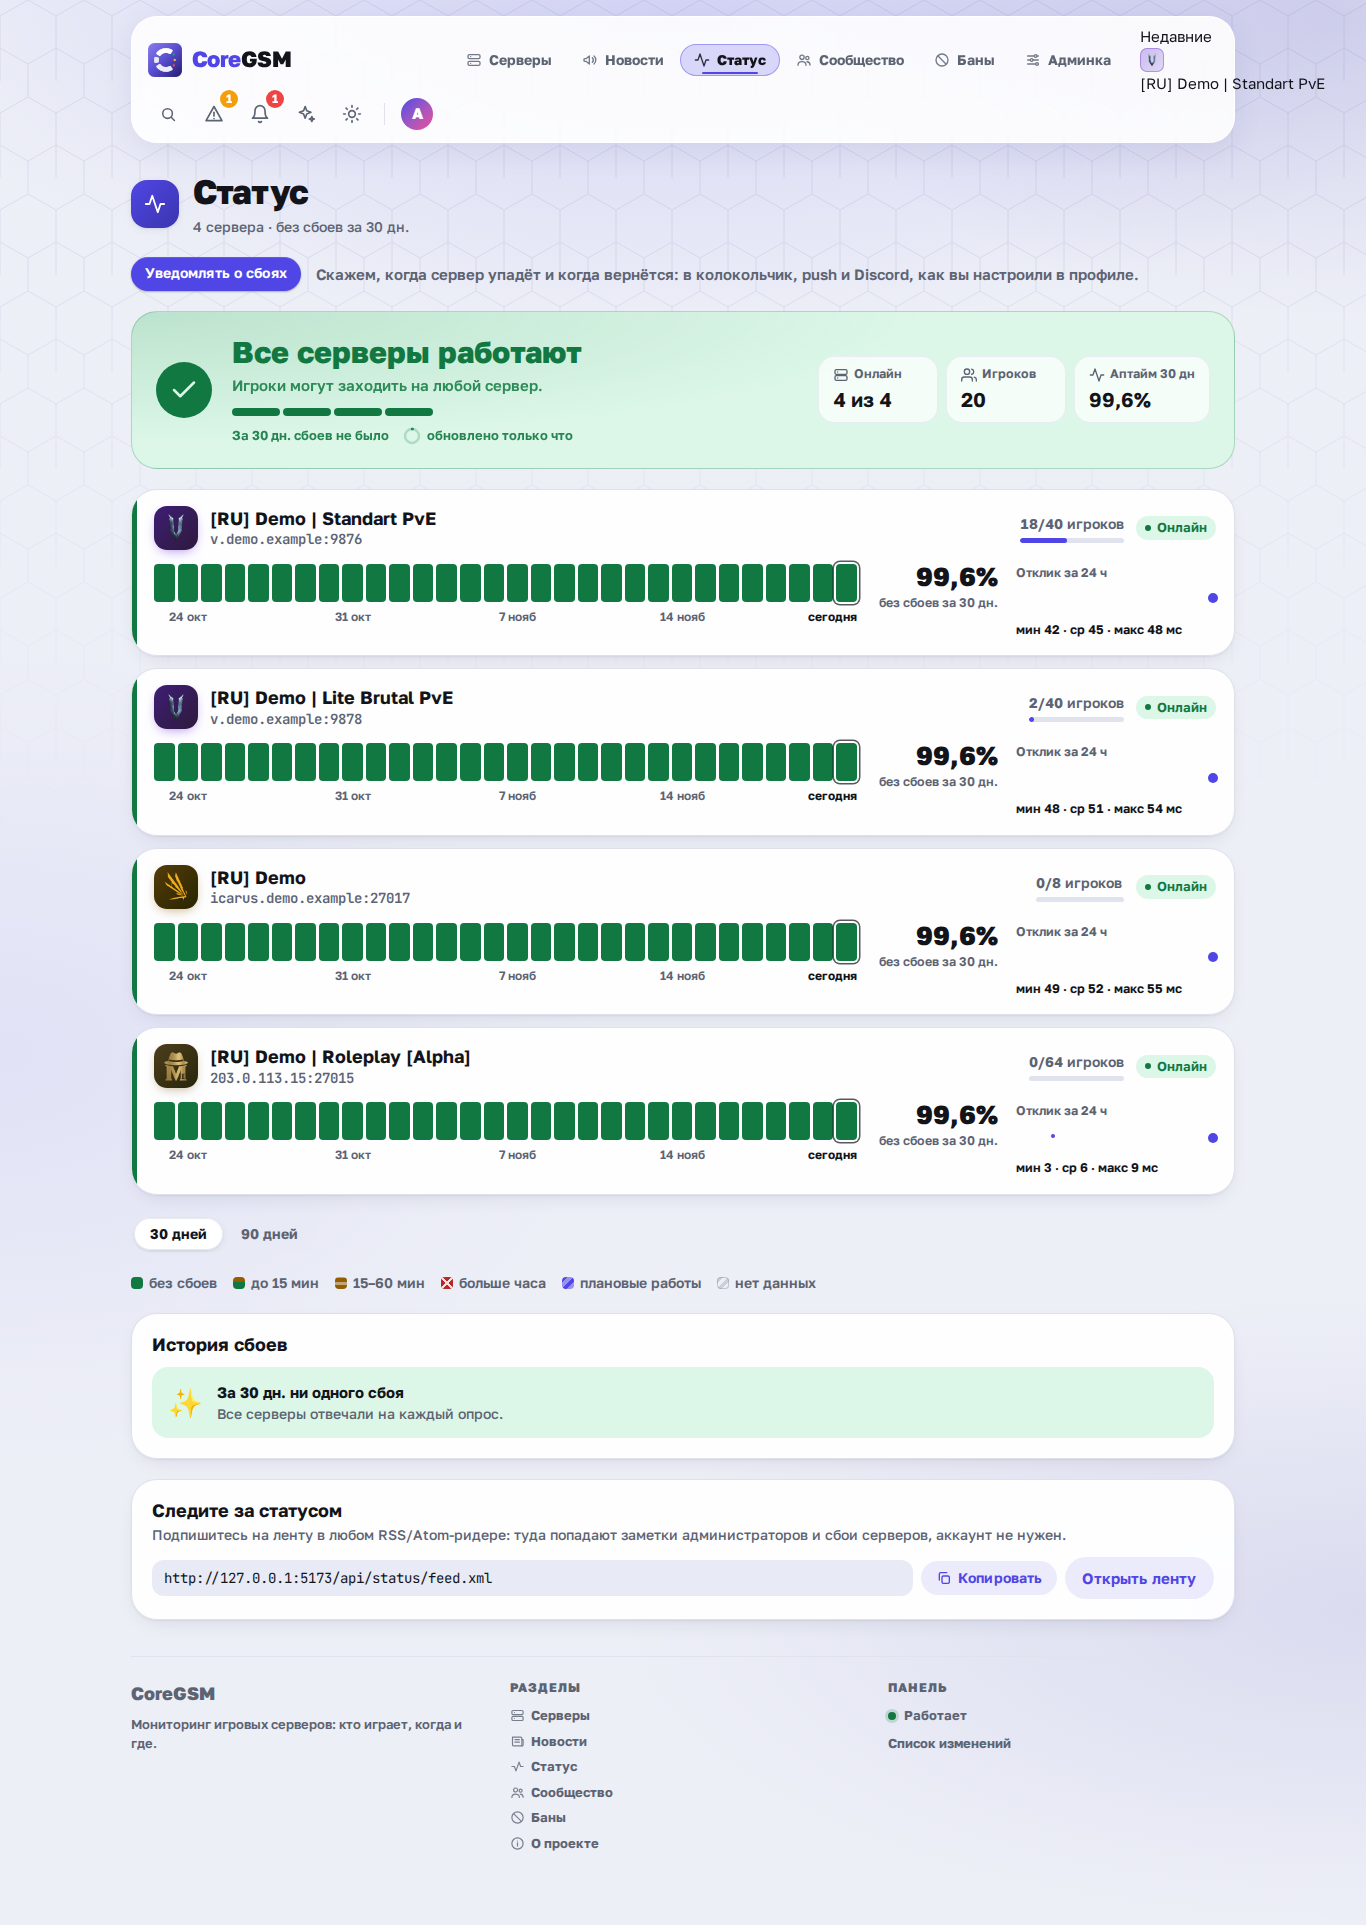 CoreGSM
Серверы
Новости
Статус
Сообщество
Баны
Админка
Недавние
[RU] Demo | Standart PvE
1
1
A
Статус
4 сервера · без сбоев за 30 дн.
Уведомлять о сбоях
Скажем, когда сервер упадёт и когда вернётся: в колокольчик, push и Discord, как вы настроили в профиле.
Все серверы работают
Игроки могут заходить на любой сервер.
За 30 дн. сбоев не было
обновлено только что
Онлайн
4 из 4
Игроков
20
Аптайм 30 дн
99,6%
[RU] Demo | Standart PvE
v.demo.example:9876
18/40 игроков
Онлайн
24 окт
31 окт
7 нояб
14 нояб
сегодня
99,6%
без сбоев за 30 дн.
Отклик за 24 ч
мин 42 · ср 45 · макс 48 мс
[RU] Demo | Lite Brutal PvE
v.demo.example:9878
2/40 игроков
Онлайн
24 окт
31 окт
7 нояб
14 нояб
сегодня
99,6%
без сбоев за 30 дн.
Отклик за 24 ч
мин 48 · ср 51 · макс 54 мс
[RU] Demo
icarus.demo.example:27017
0/8 игроков
Онлайн
24 окт
31 окт
7 нояб
14 нояб
сегодня
99,6%
без сбоев за 30 дн.
Отклик за 24 ч
мин 49 · ср 52 · макс 55 мс
[RU] Demo | Roleplay [Alpha]
203.0.113.15:27015
0/64 игроков
Онлайн
24 окт
31 окт
7 нояб
14 нояб
сегодня
99,6%
без сбоев за 30 дн.
Отклик за 24 ч
мин 3 · ср 6 · макс 9 мс
30 дней
90 дней
без сбоев
до 15 мин
15–60 мин
больше часа
плановые работы
нет данных
История сбоев
За 30 дн. ни одного сбоя
Все серверы отвечали на каждый опрос.
Следите за статусом
Подпишитесь на ленту в любом RSS/Atom-ридере: туда попадают заметки администраторов и сбои серверов, аккаунт не нужен.
http://127.0.0.1:5173/api/status/feed.xml
Копировать
Открыть ленту
CoreGSM
Мониторинг игровых серверов: кто играет, когда и
где.
РАЗДЕЛЫ
Серверы
Новости
Статус
Сообщество
Баны
О проекте
ПАНЕЛЬ
Работает
Список изменений